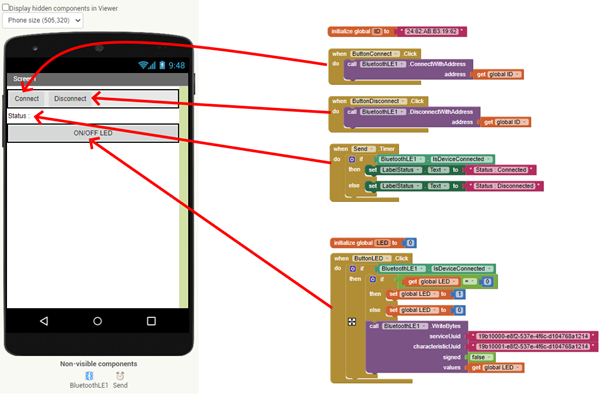 Display hidden components in Viewer
Phone size (505,320)
9:48
Screen
Connect
Disconnect
Status :
ON/OFF LED
Non-visible components
BluetoothLE1
Send
initialize global ID to " 24:62:AB:B3:19:62 "
when ButtonConnect .Click
do call BluetoothLE1 .ConnectWithAddress
address get global ID
when ButtonDisconnect .Click
do call BluetoothLE1 .DisconnectWithAddress
address get global ID
when Send .Timer
do if BluetoothLE1 IsDeviceConnected
then set LabelStatus . Text to " Status : Connected "
else set LabelStatus . Text to " Status : Disconnected "
initialize global LED to 0
when ButtonLED .Click
do if BluetoothLE1 IsDeviceConnected
then if get global LED = 0
then set global LED to 1
else set global LED to 0
call BluetoothLE1 .WriteBytes
serviceUuid " 19b10000-e8f2-537e-4f6c-d104768a1214 "
characteristicUuid " 19b10001-e8f2-537e-4f6c-d104768a1214 "
signed false
values get global LED